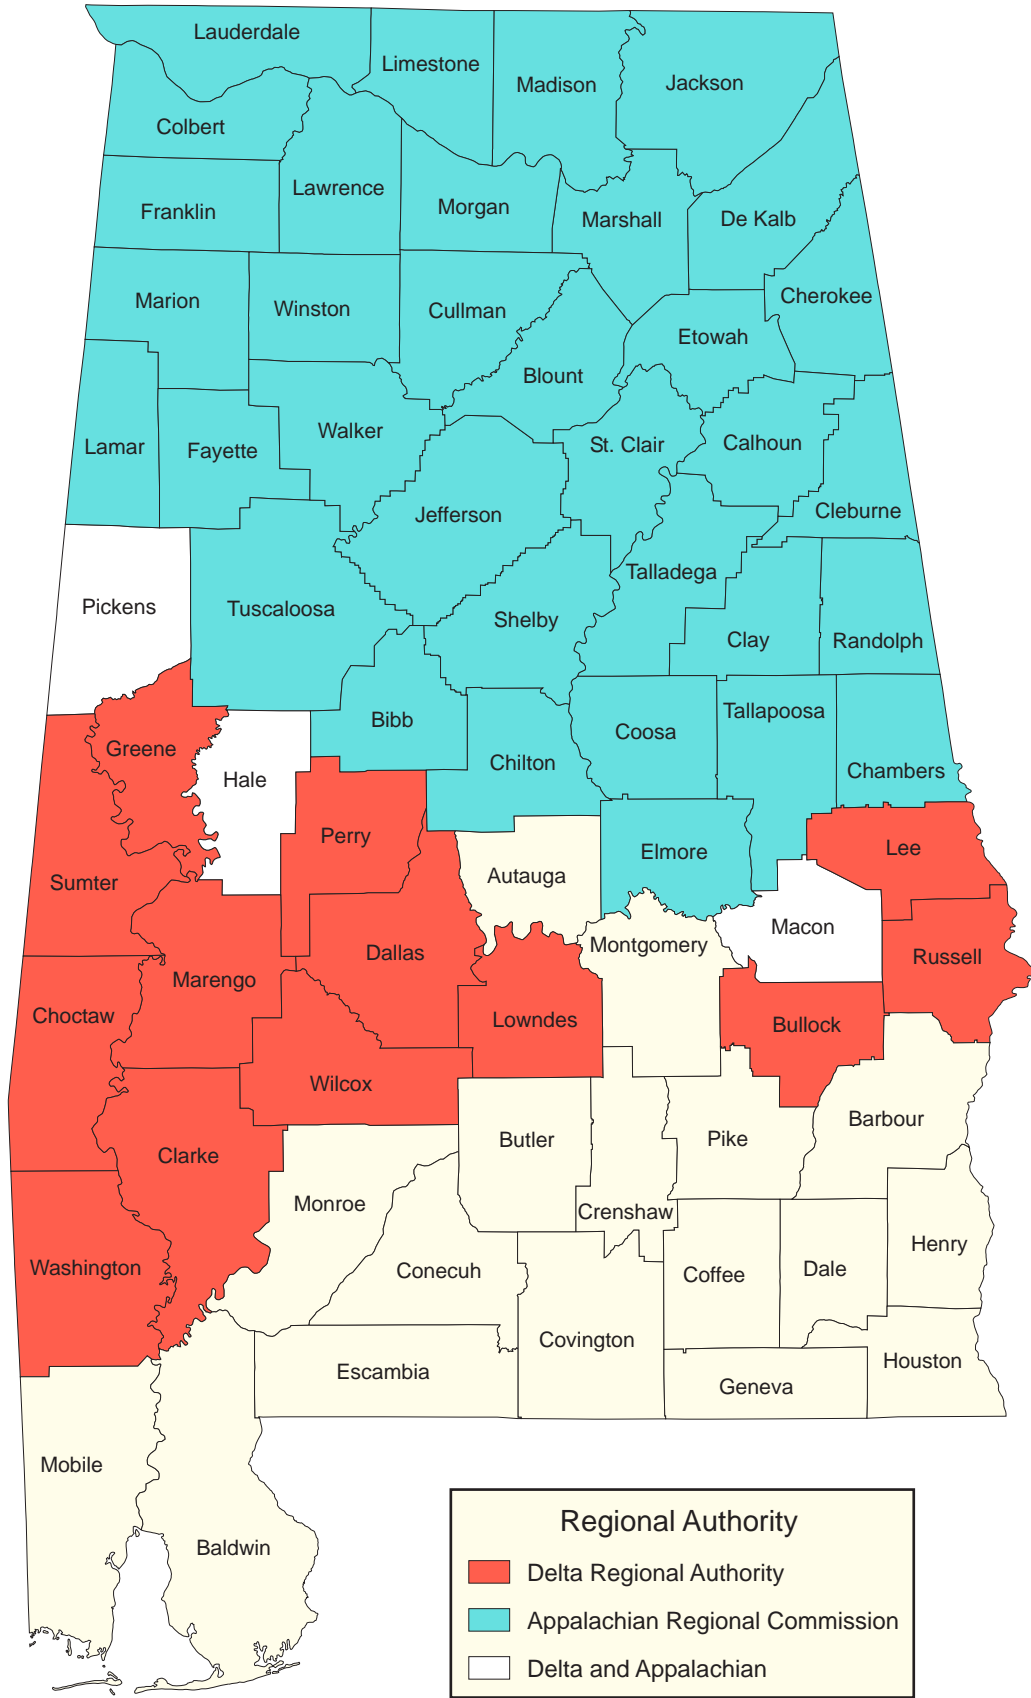 Lauderdale
Limestone
Madison
Jackson
Colbert
Lawrence
Franklin
Morgan
Marshall
De Kalb
Marion
Winston
Cullman
Cherokee
Etowah
Blount
Lamar
Fayette
Walker
St. Clair
Calhoun
Jefferson
Cleburne
Talladega
Pickens
Tuscaloosa
Shelby
Clay
Randolph
Greene
Bibb
Coosa
Tallapoosa
Hale
Chilton
Chambers
Perry
Elmore
Lee
Sumter
Autauga
Macon
Montgomery
Dallas
Russell
Marengo
Choctaw
Lowndes
Bullock
Wilcox
Barbour
Butler
Pike
Clarke
Monroe
Crenshaw
Henry
Washington
Conecuh
Coffee
Dale
Covington
Houston
Escambia
Geneva
Mobile
Baldwin
Regional Authority
Delta Regional Authority
Appalachian Regional Commission
Delta and Appalachian